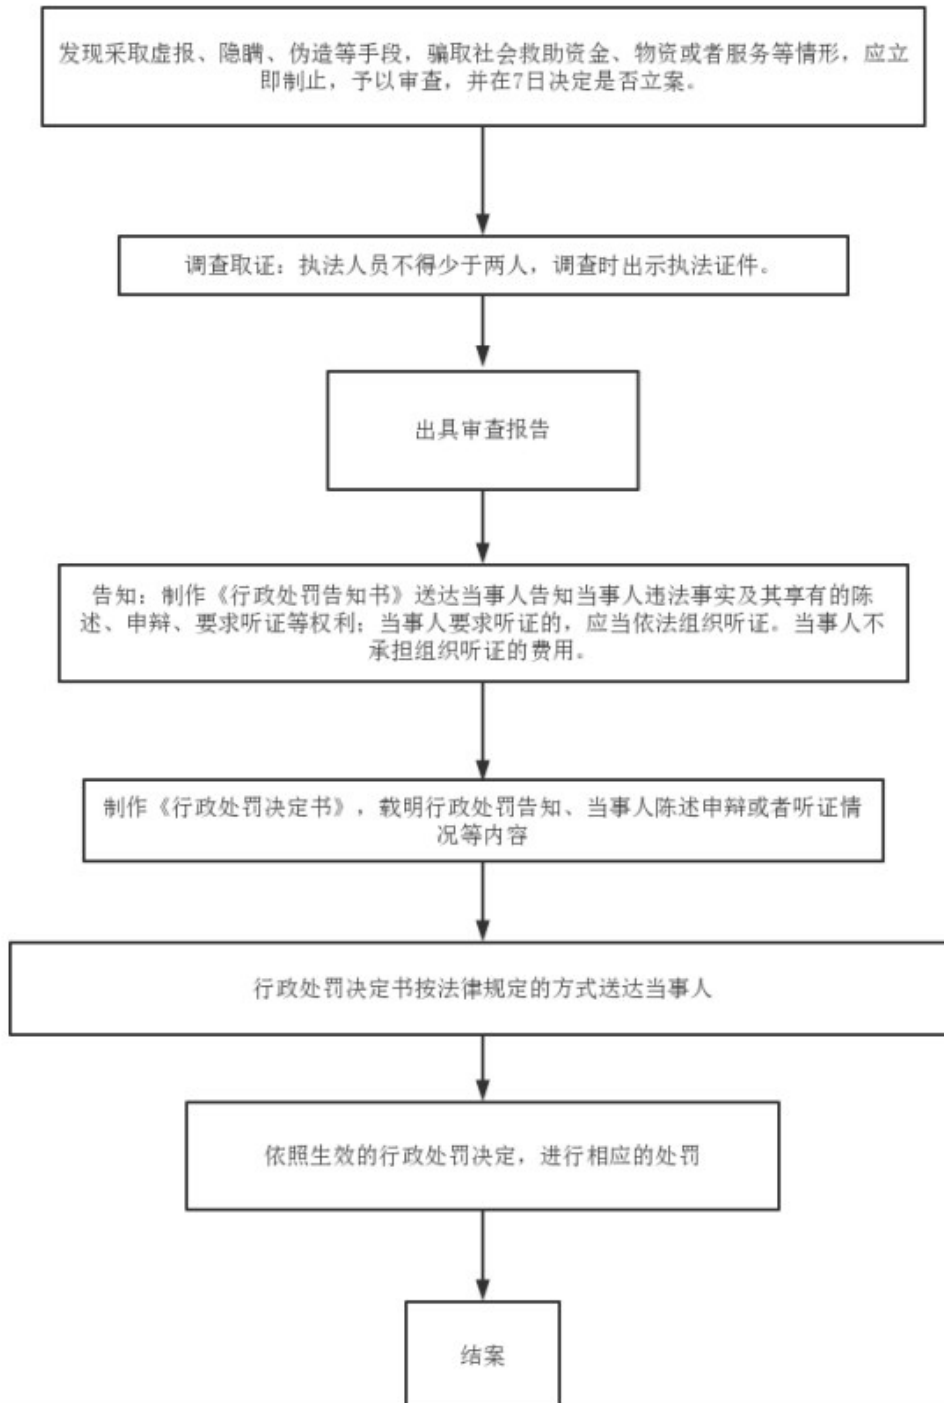 发现采取虚报、隐瞒、伪造等手段，骗取社会救助资金、物资或者服务等情形，应立
即制止，予以审查，并在7日决定是否立案。
调查取证：执法人员不得少于两人，调查时出示执法证件。
出具审查报告
告知：制作《行政处罚告知书》送达当事人告知当事人违法事实及其享有的陈
述、申辩、要求听证等权利；当事人要求听证的，应当依法组织听证。当事人不
承担组织听证的费用。
制作《行政处罚决定书》，载明行政处罚告知、当事人陈述申辩或者听证情
况等内容
行政处罚决定书按法律规定的方式送达当事人
依照生效的行政处罚决定，进行相应的处罚
结案